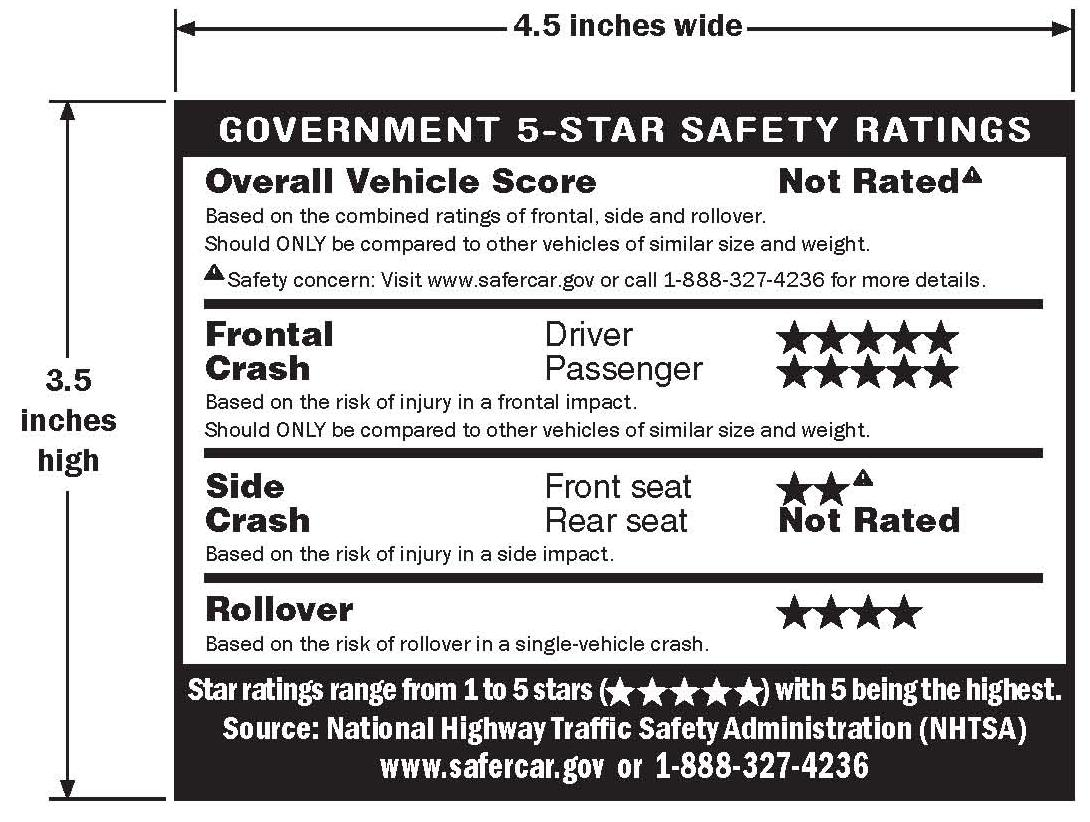 4.5 inches wide
3.5
inches
high
GOVERNMENT 5-STAR SAFETY RATINGS
Overall Vehicle Score Not Rated⚠
Based on the combined ratings of frontal, side and rollover.
Should ONLY be compared to other vehicles of similar size and weight.
⚠Safety concern: Visit www.safercar.gov or call 1-888-327-4236 for more details.
Frontal Driver ★★★★★
Crash Passenger ★★★★★
Based on the risk of injury in a frontal impact.
Should ONLY be compared to other vehicles of similar size and weight.
Side Front seat ★★⚠
Crash Rear seat Not Rated
Based on the risk of injury in a side impact.
Rollover ★★★★
Based on the risk of rollover in a single-vehicle crash.
Star ratings range from 1 to 5 stars (★★★★★) with 5 being the highest.
Source: National Highway Traffic Safety Administration (NHTSA)
www.safercar.gov or 1-888-327-4236